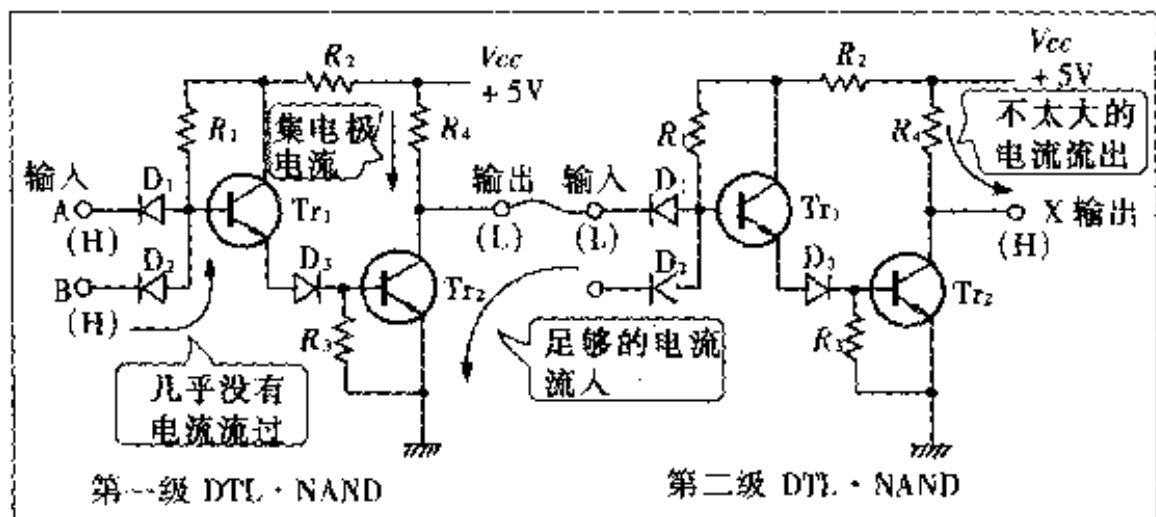 R₂
Vcc
+5V
R₁
集电极
电流
R₄
输入
D₁
A
(H)
Tr₁
D₂
B
(H)
D₃
Tr₂
R₃
几乎没有
电流流过
输出
(L)
输入
(L)
足够的电流
流入
R₂
Vcc
+5V
R₁
R₄
不太大的
电流流出
D₁
Tr₁
X 输出
(H)
D₂
D₃
Tr₂
R₃
第一级 DTL·NAND
第二级 DTL·NAND